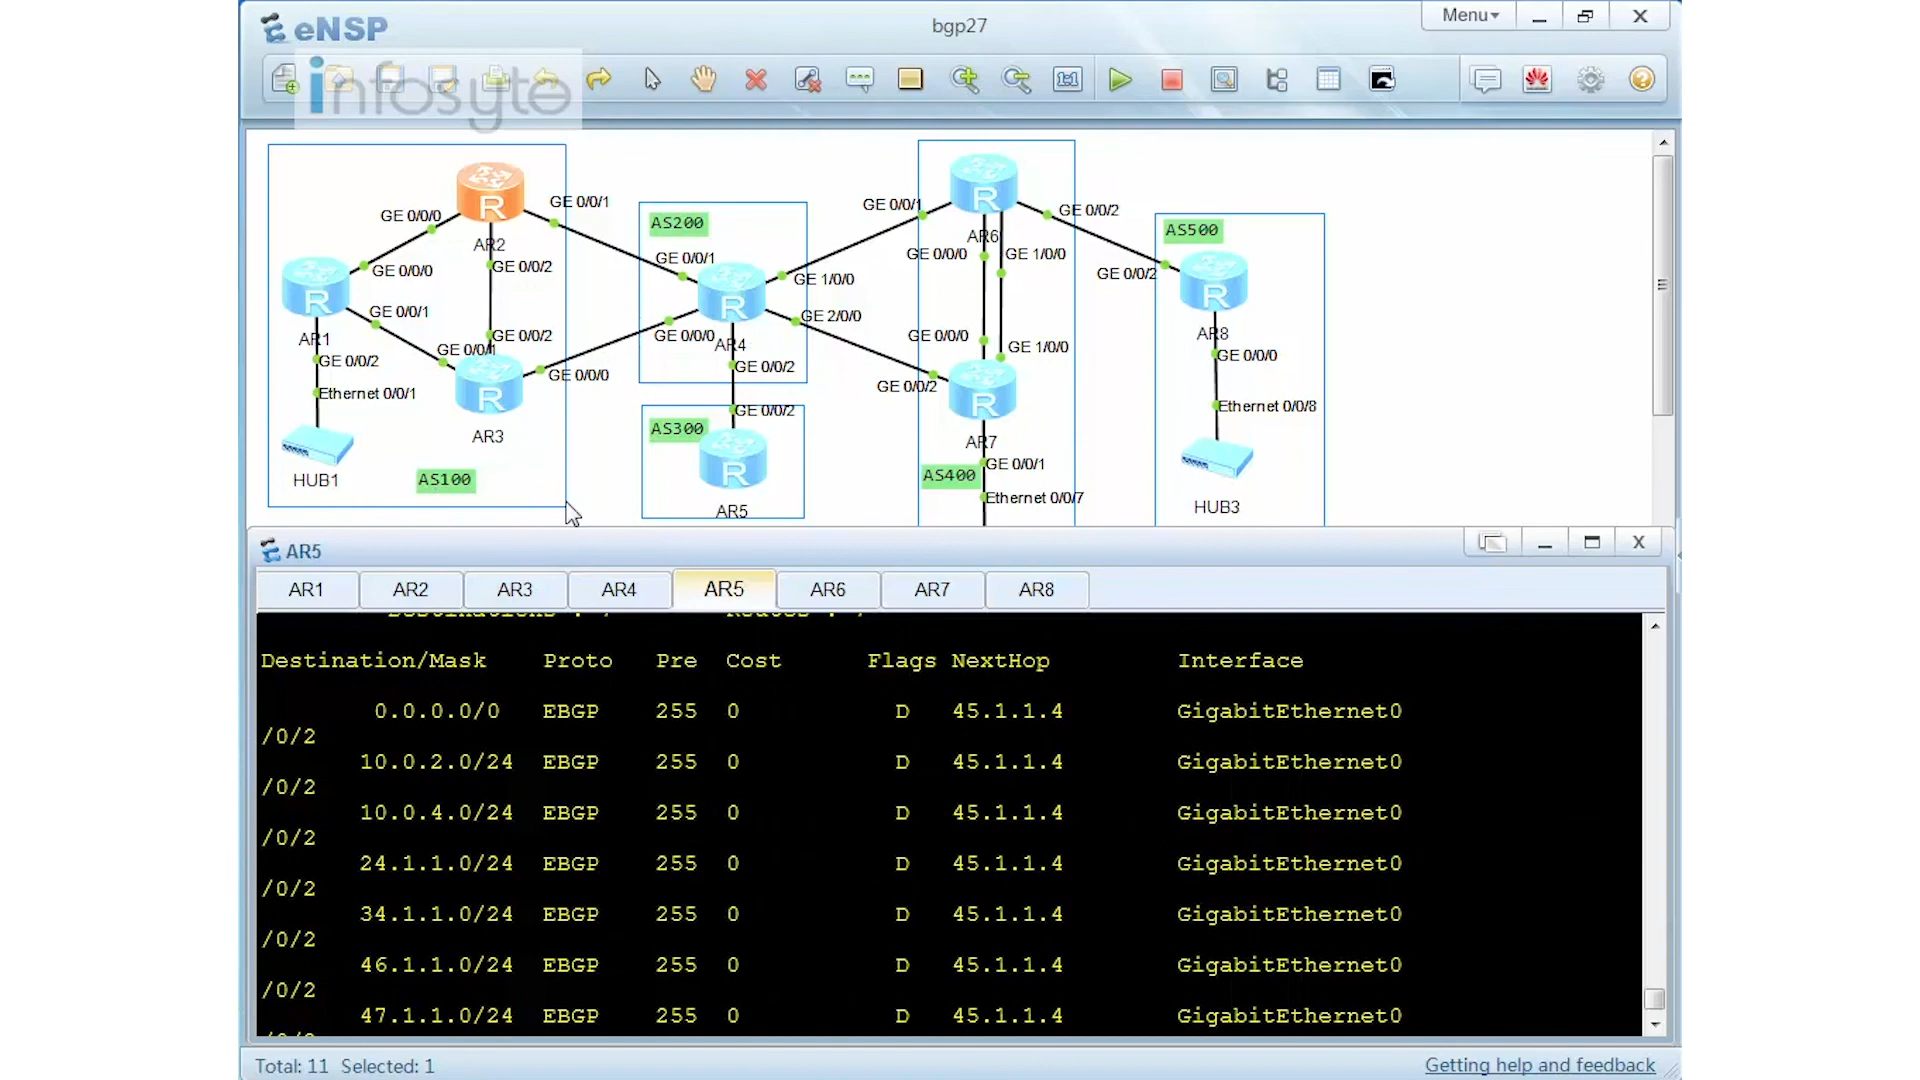 eNSP
bgp27
Menu
infosyte
1:1
AR2
GE 0/0/1
GE 0/0/0
GE 0/0/2
GE 0/0/0
AR1
GE 0/0/1
GE 0/0/2
Ethernet 0/0/1
HUB1
GE 0/0/2
GE 0/0/1
GE 0/0/0
AR3
AS100
AS200
GE 0/0/1
GE 1/0/0
GE 2/0/0
GE 0/0/0
AR4
GE 0/0/2
AS300
GE 0/0/2
AR5
GE 0/0/1
GE 0/0/2
AR6
GE 0/0/0
GE 1/0/0
GE 0/0/0
GE 1/0/0
GE 0/0/2
AR7
GE 0/0/1
AS400
Ethernet 0/0/7
AS500
GE 0/0/2
AR8
GE 0/0/0
Ethernet 0/0/8
HUB3
AR5
AR1 AR2 AR3 AR4 AR5 AR6 AR7 AR8
Destination/Mask Proto Pre Cost Flags NextHop Interface
0.0.0.0/0 EBGP 255 0 D 45.1.1.4 GigabitEthernet0
/0/2
10.0.2.0/24 EBGP 255 0 D 45.1.1.4 GigabitEthernet0
/0/2
10.0.4.0/24 EBGP 255 0 D 45.1.1.4 GigabitEthernet0
/0/2
24.1.1.0/24 EBGP 255 0 D 45.1.1.4 GigabitEthernet0
/0/2
34.1.1.0/24 EBGP 255 0 D 45.1.1.4 GigabitEthernet0
/0/2
46.1.1.0/24 EBGP 255 0 D 45.1.1.4 GigabitEthernet0
/0/2
47.1.1.0/24 EBGP 255 0 D 45.1.1.4 GigabitEthernet0
Total: 11 Selected: 1
Getting help and feedback